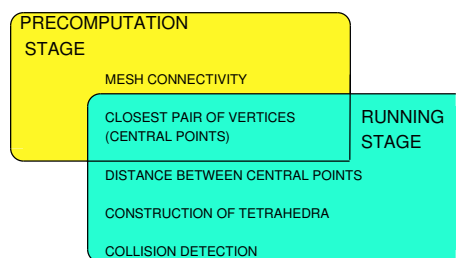 PRECOMPUTATION
STAGE
MESH CONNECTIVITY
CLOSEST PAIR OF VERTICES
(CENTRAL POINTS)
RUNNING
STAGE
DISTANCE BETWEEN CENTRAL POINTS
CONSTRUCTION OF TETRAHEDRA
COLLISION DETECTION